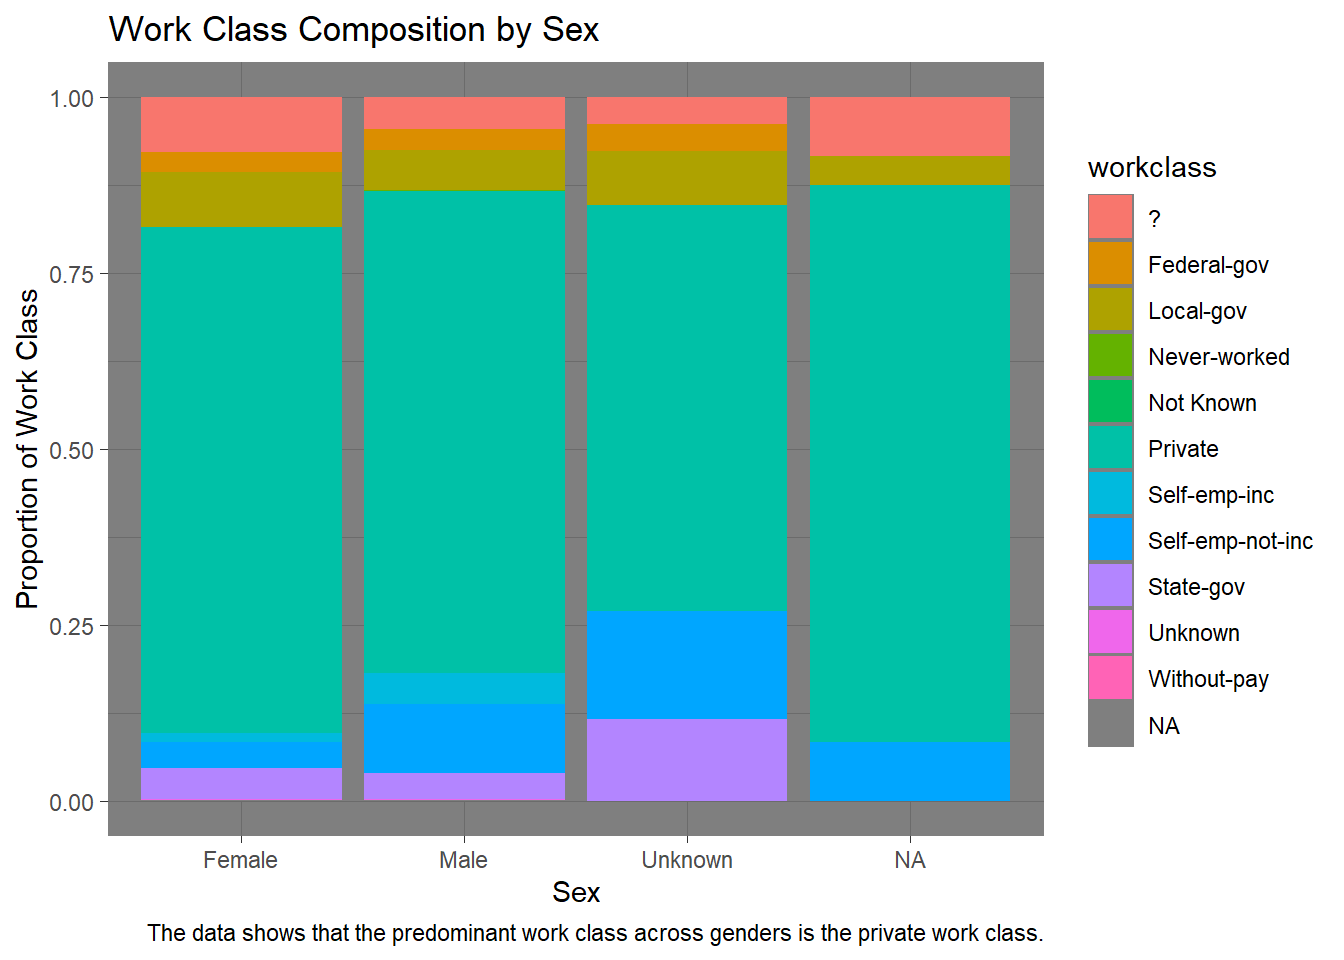 Work Class Composition by Sex
1.00
0.75
0.50
0.25
0.00
Proportion of Work Class
Female
Male
Unknown
NA
Sex
The data shows that the predominant work class across genders is the private work class.
workclass
?
Federal-gov
Local-gov
Never-worked
Not Known
Private
Self-emp-inc
Self-emp-not-inc
State-gov
Unknown
Without-pay
NA